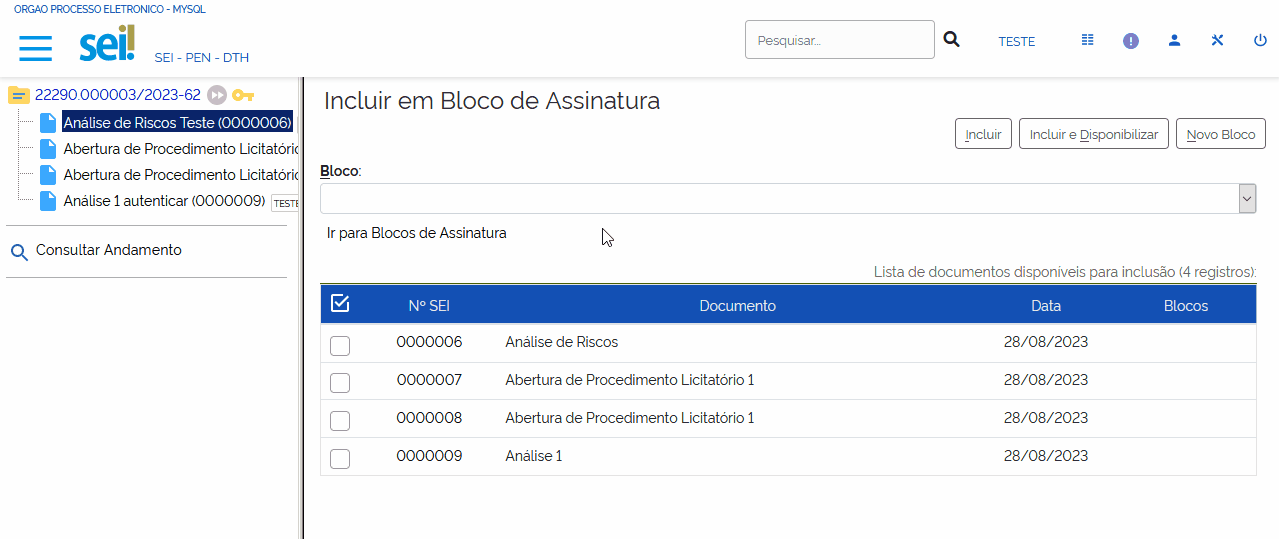 ORGAO PROCESSO ELETRONICO - MYSQL
sei!
SEI - PEN - DTH
Pesquisar...
TESTE
22290.000003/2023-62
Análise de Riscos Teste (0000006)
Abertura de Procedimento Licitatório
Abertura de Procedimento Licitatório
Análise 1 autenticar (0000009) TESTE
Consultar Andamento
Incluir em Bloco de Assinatura
Incluir
Incluir e Disponibilizar
Novo Bloco
Bloco:
Ir para Blocos de Assinatura
Lista de documentos disponíveis para inclusão (4 registros):
Nº SEI Documento Data Blocos
0000006 Análise de Riscos 28/08/2023
0000007 Abertura de Procedimento Licitatório 1 28/08/2023
0000008 Abertura de Procedimento Licitatório 1 28/08/2023
0000009 Análise 1 28/08/2023